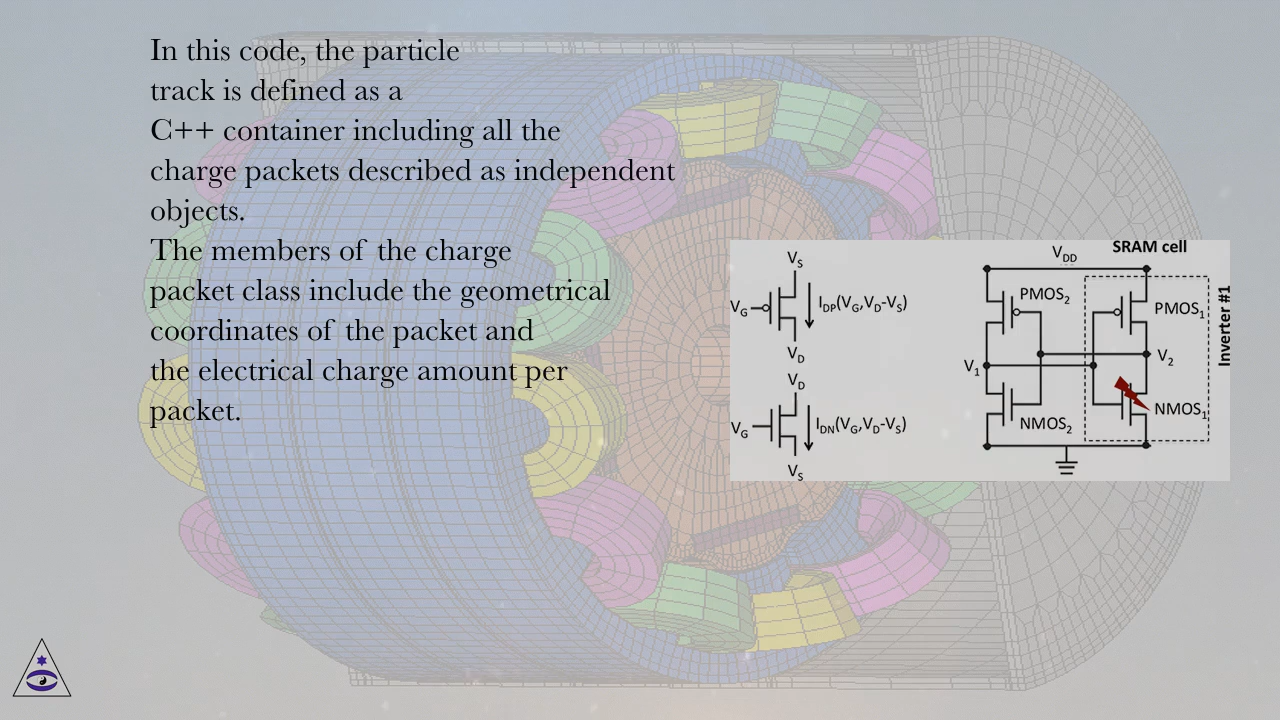 In this code, the particle
track is defined as a
C++ container including all the
charge packets described as independent
objects.
The members of the charge
packet class include the geometrical
coordinates of the packet and
the electrical charge amount per
packet.
V_S
V_G
I_DP(V_G,V_D-V_S)
V_D
V_D
V_G
I_DN(V_G,V_D-V_S)
V_S
SRAM cell
V_DD
PMOS_2
PMOS_1
V_1
V_2
NMOS_2
NMOS_1
Inverter #1